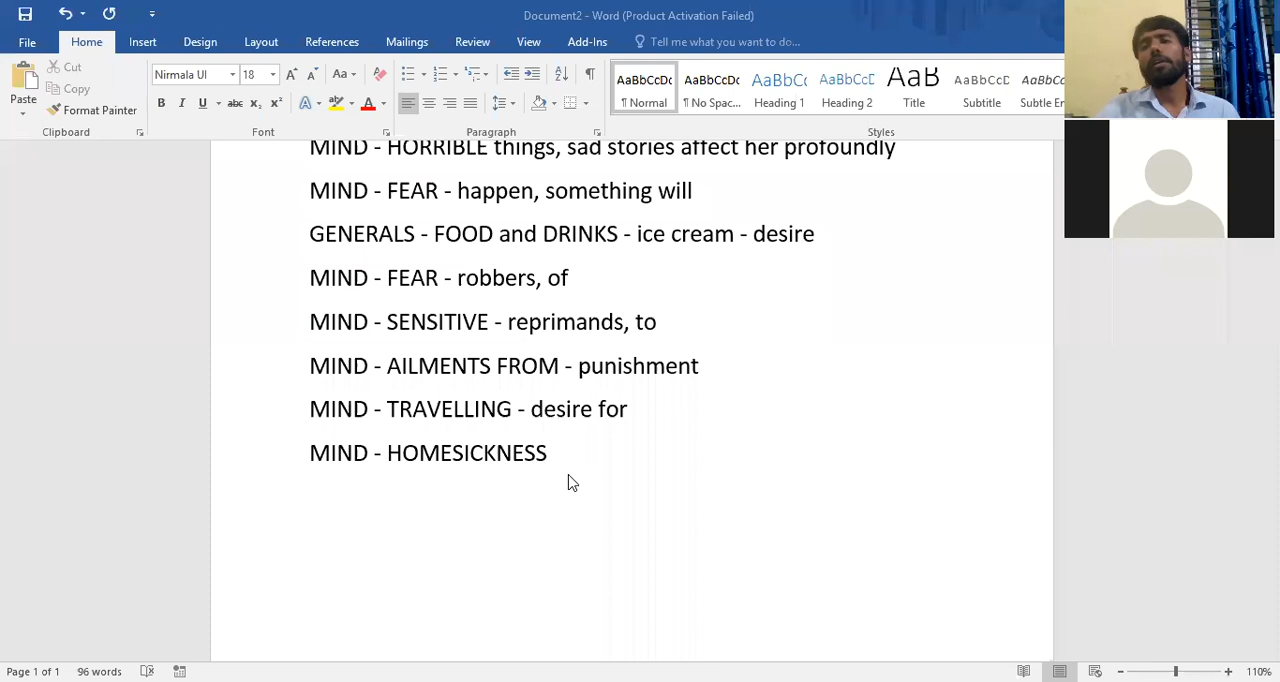 Document2 - Word (Product Activation Failed)
File Home Insert Design Layout References Mailings Review View Add-Ins Tell me what you want to do...
Cut
Copy
Format Painter
Paste
Clipboard
Nirmala UI 18
Font
Paragraph
AaBbCcDc AaBbCcDc AaBbCc AaBbCcD AaB AaBbCcD AaBbCc
¶ Normal ¶ No Spac... Heading 1 Heading 2 Title Subtitle Subtle Em
Styles
MIND - HORRIBLE things, sad stories affect her profoundly
MIND - FEAR - happen, something will
GENERALS - FOOD and DRINKS - ice cream - desire
MIND - FEAR - robbers, of
MIND - SENSITIVE - reprimands, to
MIND - AILMENTS FROM - punishment
MIND - TRAVELLING - desire for
MIND - HOMESICKNESS
Page 1 of 1 96 words 110%